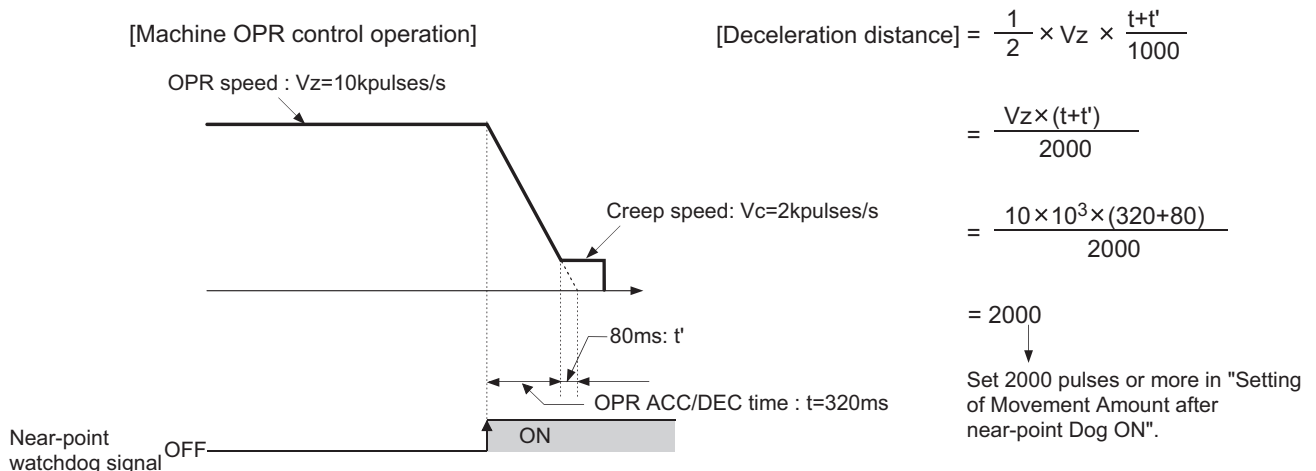 [Machine OPR control operation]
OPR speed : Vz=10kpulses/s
Creep speed: Vc=2kpulses/s
80ms: t'
OPR ACC/DEC time : t=320ms
Near-point
watchdog signal
OFF
ON
[Deceleration distance] = 1/2 × Vz × t+t'/1000
= Vz×(t+t')/2000
= 10×10³×(320+80)/2000
= 2000
Set 2000 pulses or more in "Setting
of Movement Amount after
near-point Dog ON".